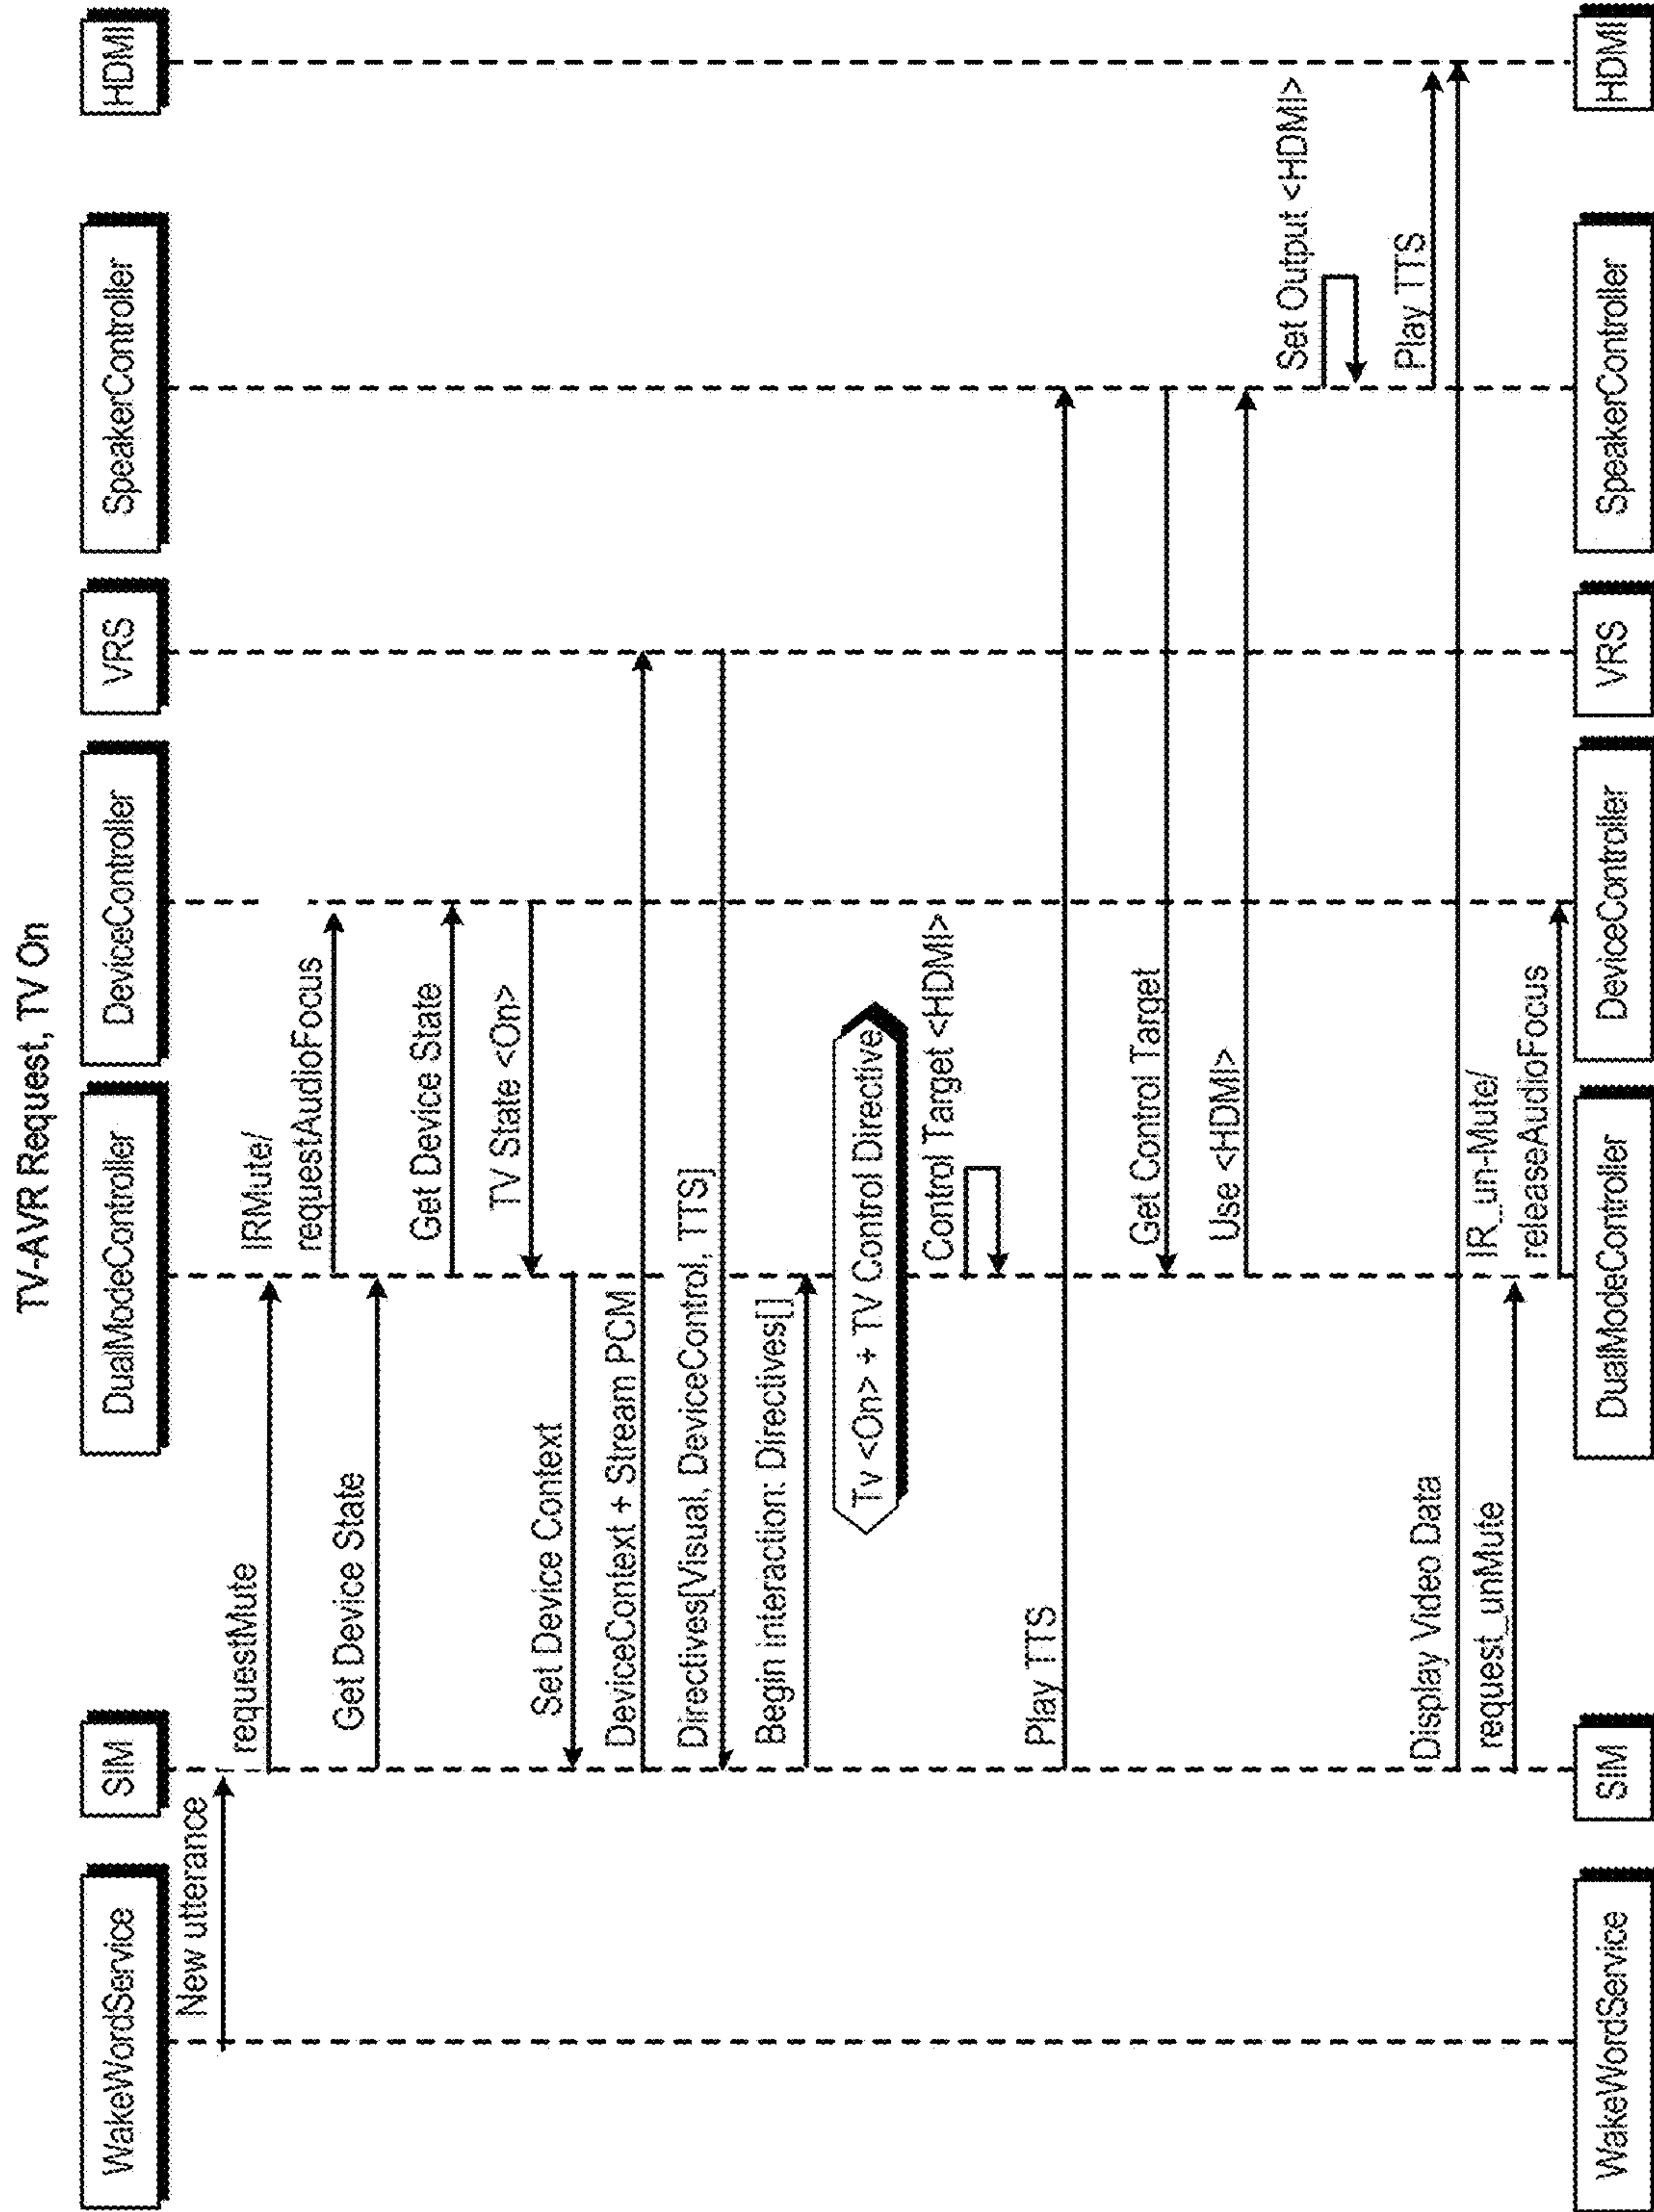 TV-AVR Request, TV On
WakeWordService
SIM
DualModeController
DeviceController
VRS
SpeakerController
HDMI
New utterance
requestMute
IRMute/
requestAudioFocus
Get Device State
Get Device State
TV State <On>
Set Device Context
DeviceContext + Stream PCM
Directives[Visual, DeviceControl, TTS]
Begin Interaction: Directives[]
Tv <On> + TV Control Directive
Control Target <HDMI>
Play TTS
Get Control Target
Use <HDMI>
Set Output <HDMI>
Play TTS
Display Video Data
request_unMute
IR_un-Mute/
releaseAudioFocus
WakeWordService
SIM
DualModeController
DeviceController
VRS
SpeakerController
HDMI